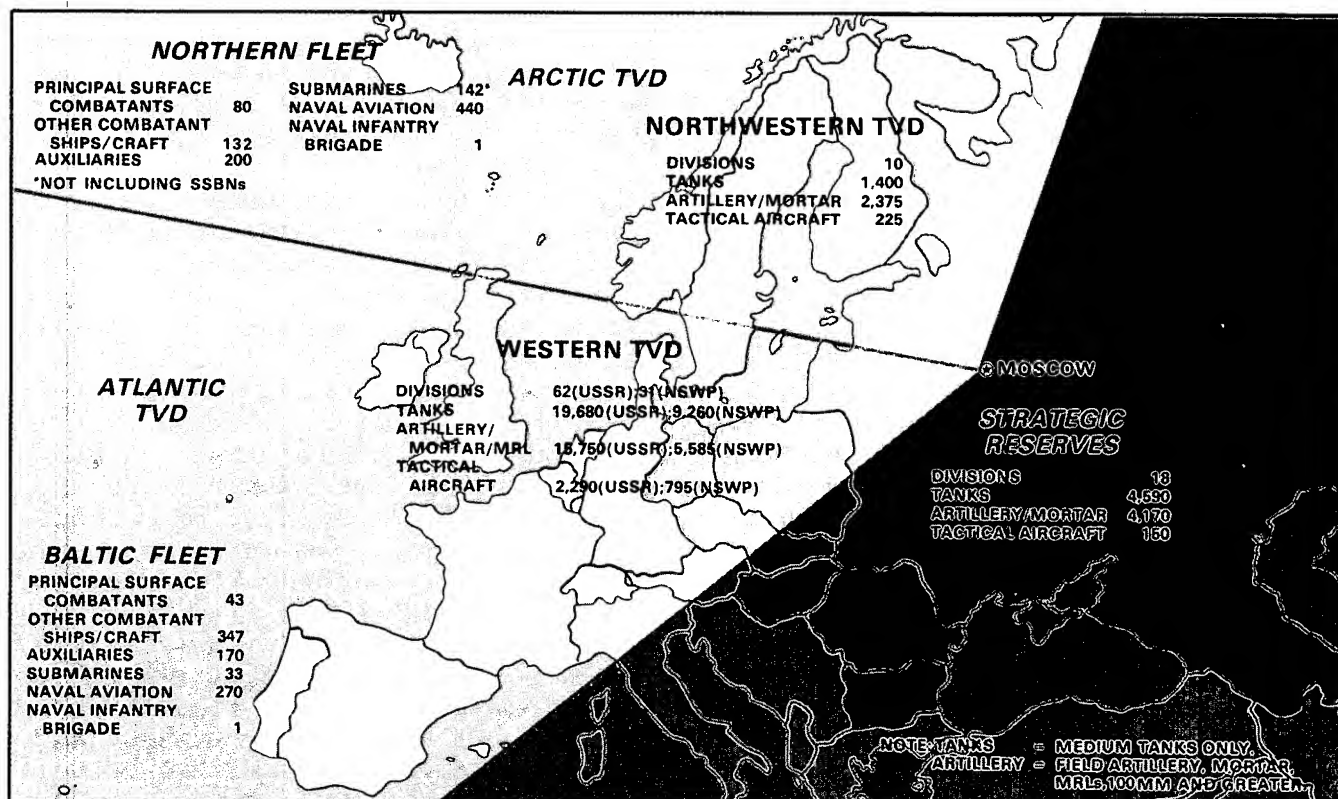 NORTHERN FLEET
PRINCIPAL SURFACE
COMBATANTS 80
OTHER COMBATANT
SHIPS/CRAFT 132
AUXILIARIES 200
*NOT INCLUDING SSBNs
SUBMARINES 142*
NAVAL AVIATION 440
NAVAL INFANTRY
BRIGADE 1
ARCTIC TVD
NORTHWESTERN TVD
DIVISIONS 10
TANKS 1,400
ARTILLERY/MORTAR 2,375
TACTICAL AIRCRAFT 225
WESTERN TVD
DIVISIONS 62(USSR);31(NSWP)
TANKS 19,680(USSR);9,260(NSWP)
ARTILLERY/
MORTAR/MRL 15,750(USSR);5,585(NSWP)
TACTICAL
AIRCRAFT 2,290(USSR);795(NSWP)
ATLANTIC
TVD
MOSCOW
STRATEGIC
RESERVES
DIVISIONS 18
TANKS 4,590
ARTILLERY/MORTAR 4,170
TACTICAL AIRCRAFT 150
BALTIC FLEET
PRINCIPAL SURFACE
COMBATANTS 43
OTHER COMBATANT
SHIPS/CRAFT 347
AUXILIARIES 170
SUBMARINES 33
NAVAL AVIATION 270
NAVAL INFANTRY
BRIGADE 1
NOTE: TANKS = MEDIUM TANKS ONLY.
ARTILLERY = FIELD ARTILLERY, MORTAR,
MRLs, 100MM AND GREATER.